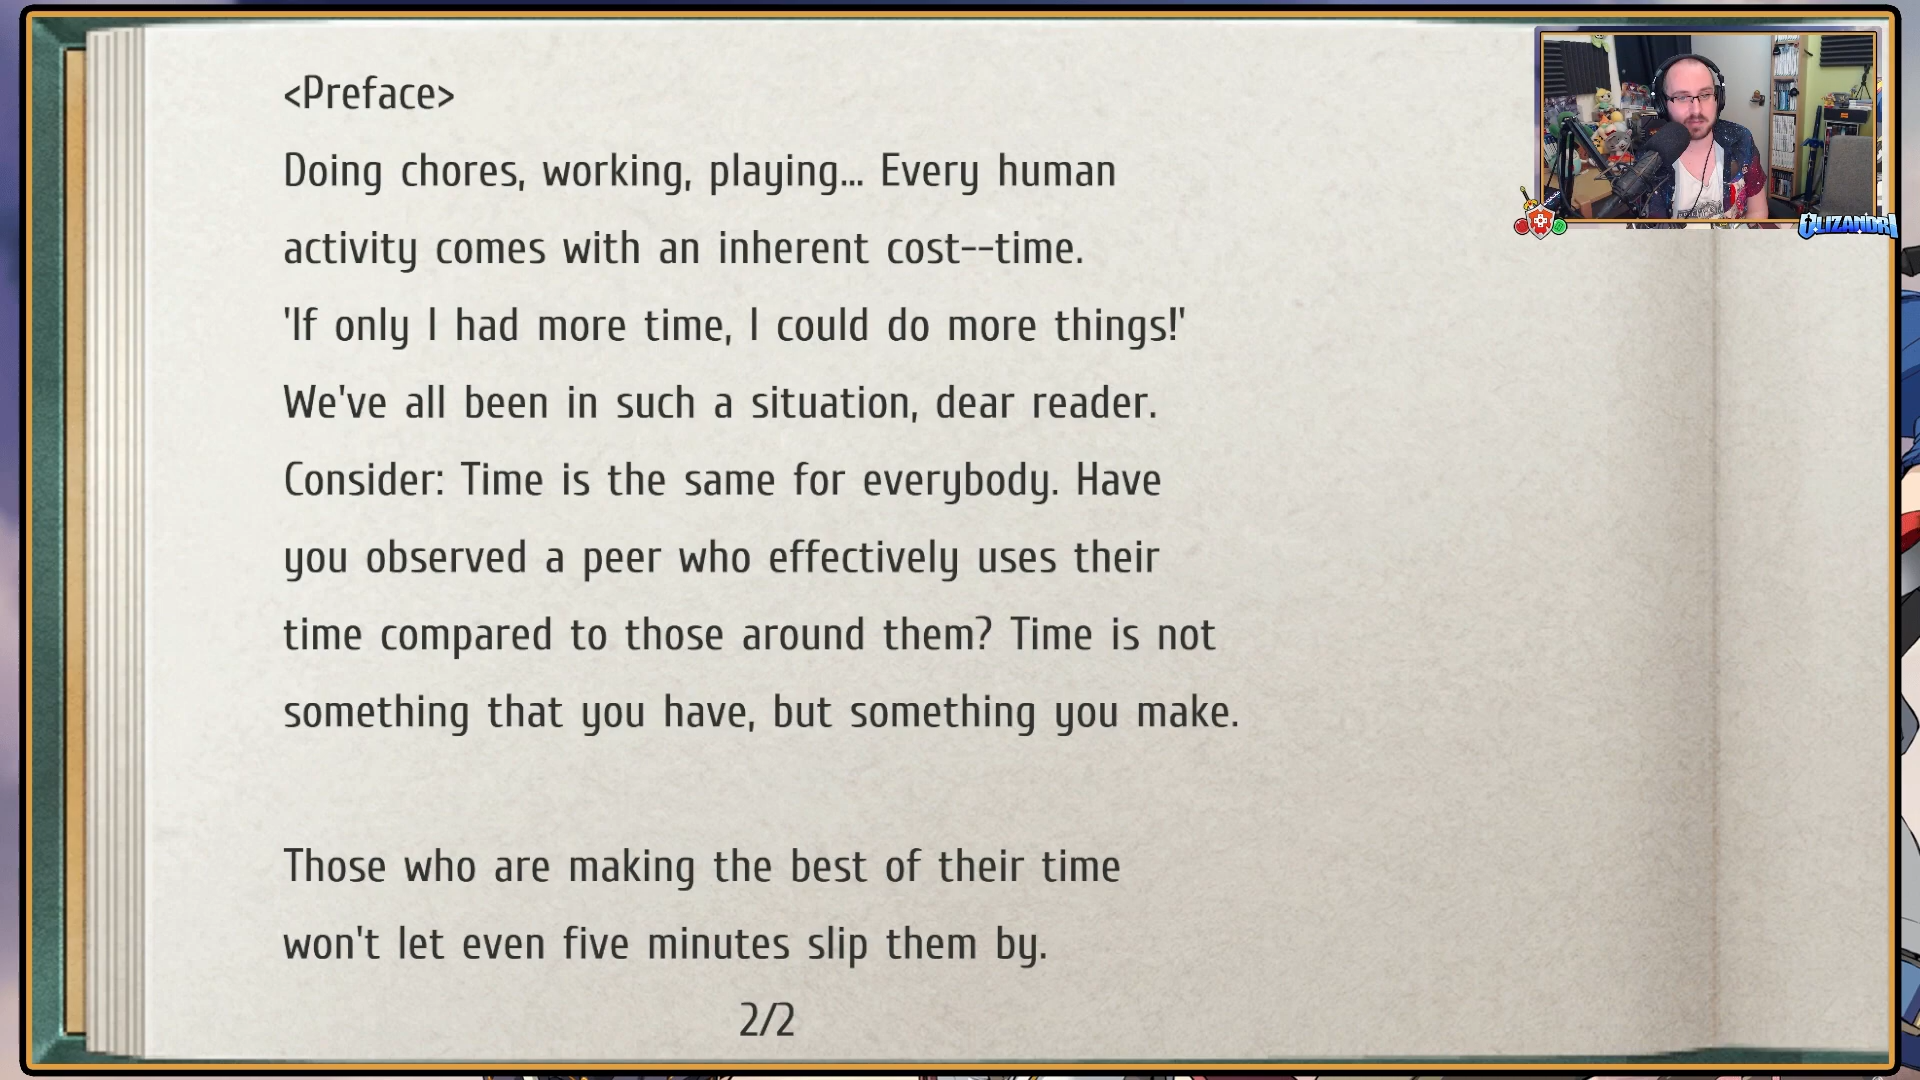 <Preface>
Doing chores, working, playing... Every human
activity comes with an inherent cost--time.
'If only I had more time, I could do more things!'
We've all been in such a situation, dear reader.
Consider: Time is the same for everybody. Have
you observed a peer who effectively uses their
time compared to those around them? Time is not
something that you have, but something you make.
Those who are making the best of their time
won't let even five minutes slip them by.
2/2
OLIZANDRI